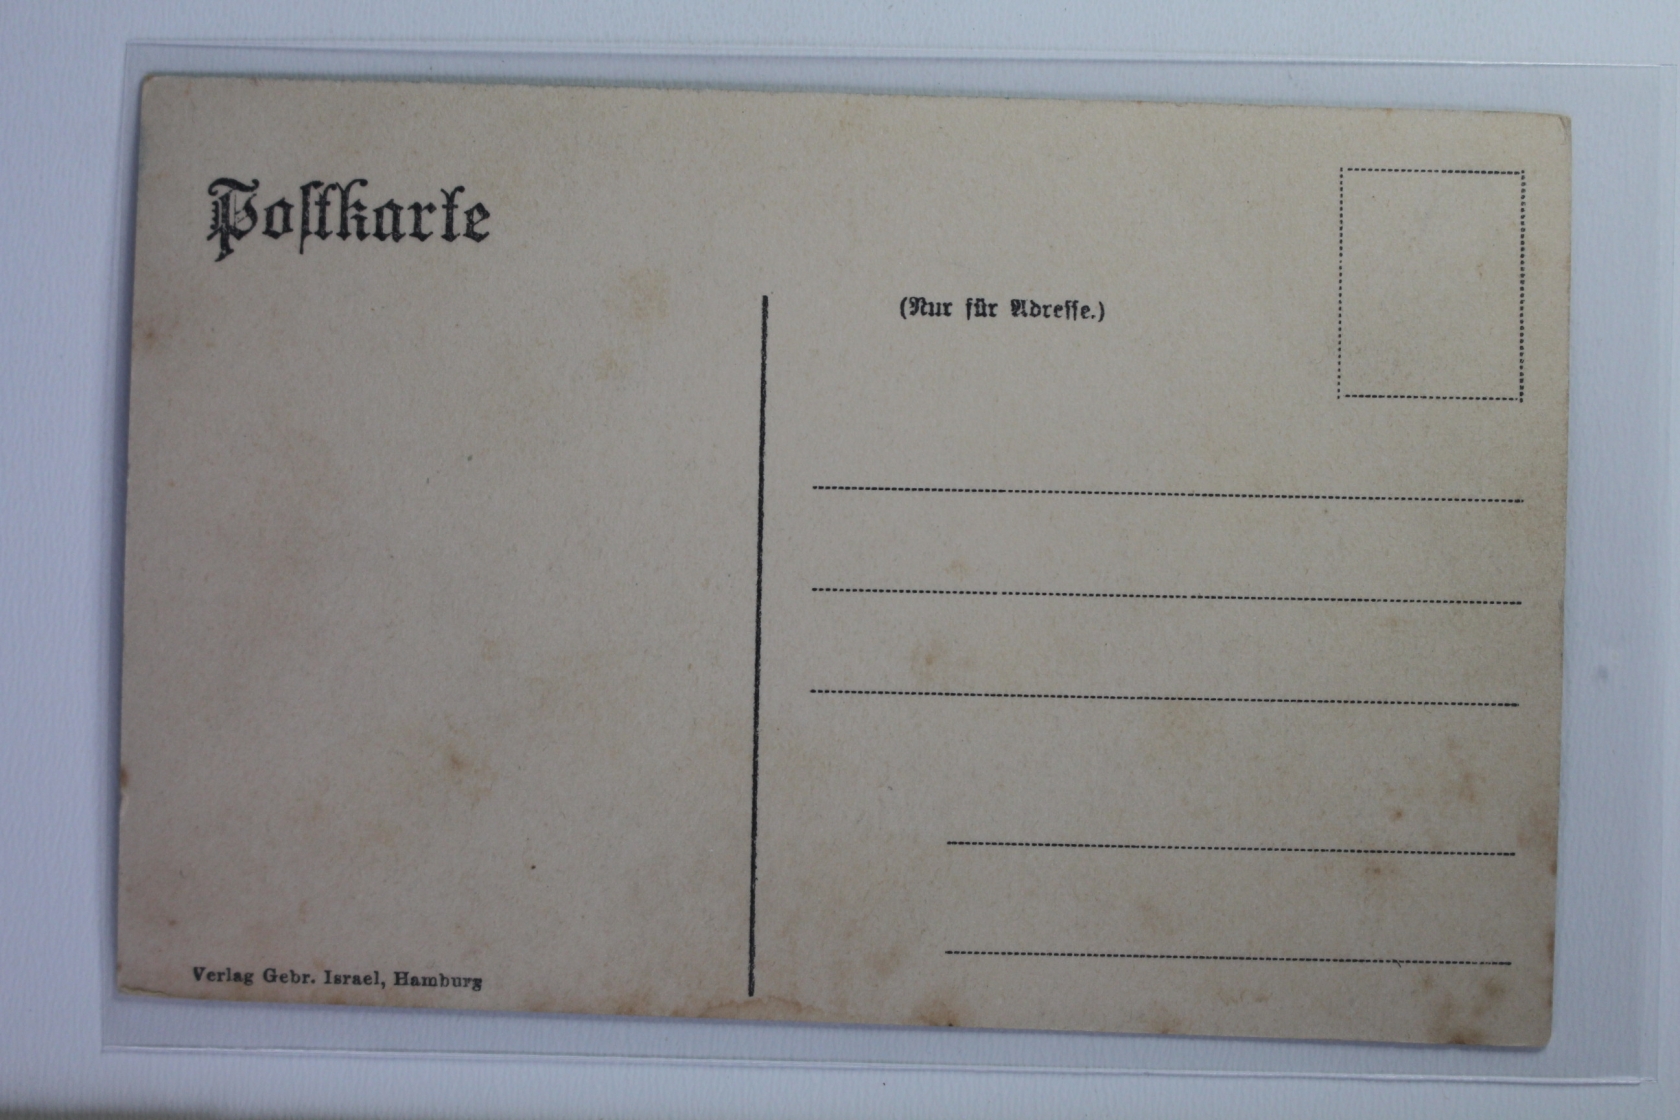 Postkarte
(Nur für Adresse.)
Verlag Gebr. Israel, Hamburg